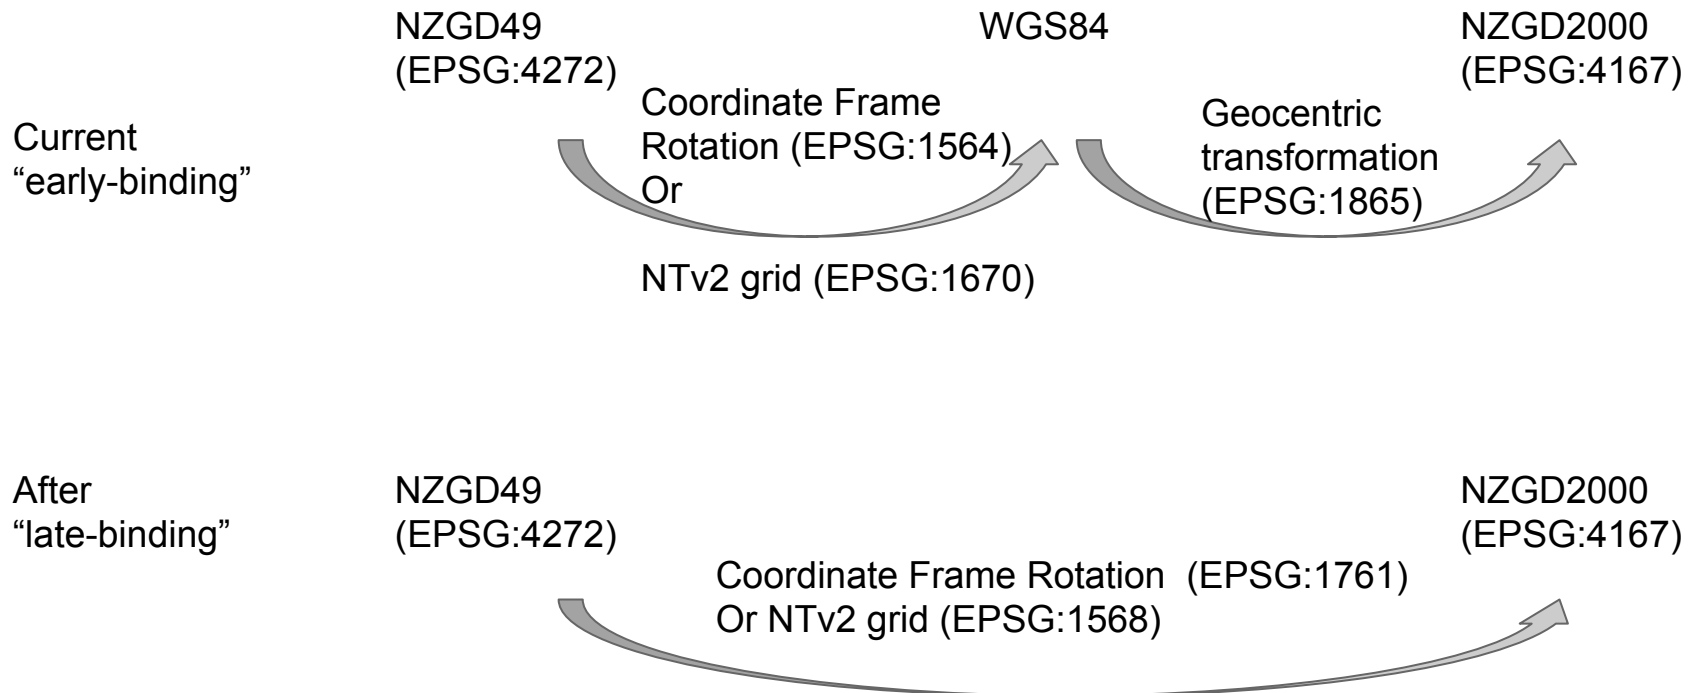 NZGD49
(EPSG:4272)
WGS84
NZGD2000
(EPSG:4167)
Current
“early-binding”
Coordinate Frame
Rotation (EPSG:1564)
Or
NTv2 grid (EPSG:1670)
Geocentric
transformation
(EPSG:1865)
After
“late-binding”
NZGD49
(EPSG:4272)
NZGD2000
(EPSG:4167)
Coordinate Frame Rotation (EPSG:1761)
Or NTv2 grid (EPSG:1568)